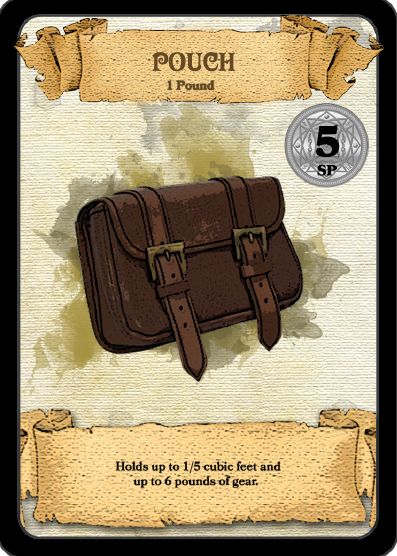 POUCH
1 Pound
5
SP
Holds up to 1/5 cubic feet and
up to 6 pounds of gear.